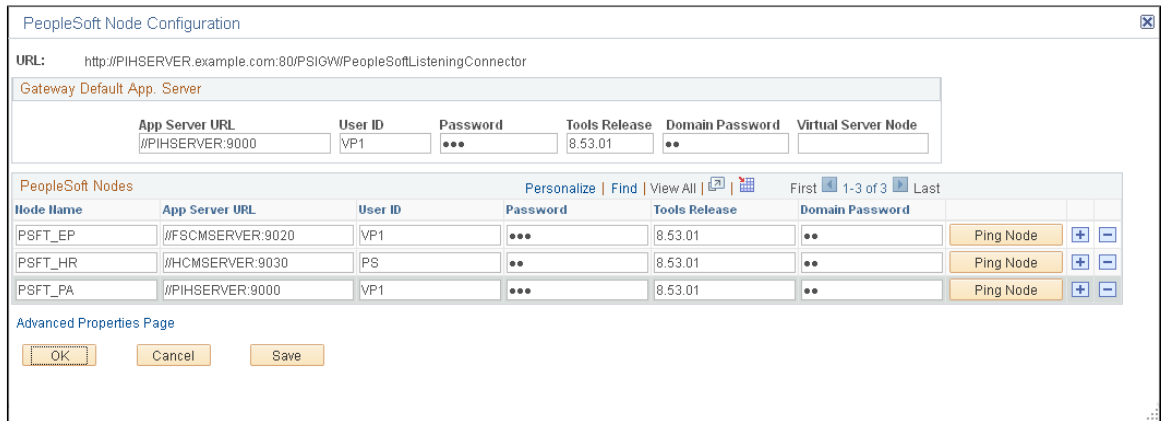 PeopleSoft Node Configuration
URL: http://PIHSERVER.example.com:80/PSIGW/PeopleSoftListeningConnector
Gateway Default App. Server
App Server URL User ID Password Tools Release Domain Password Virtual Server Node
//PIHSERVER:9000 VP1 ●●● 8.53.01 ●●
PeopleSoft Nodes Personalize | Find | View All | | First 1-3 of 3 Last
Node Name App Server URL User ID Password Tools Release Domain Password
PSFT_EP //FSCMSERVER:9020 VP1 ●●● 8.53.01 ●● Ping Node
PSFT_HR //HCMSERVER:9030 PS ●● 8.53.01 ●● Ping Node
PSFT_PA //PIHSERVER:9000 VP1 ●●● 8.53.01 ●● Ping Node
Advanced Properties Page
OK Cancel Save